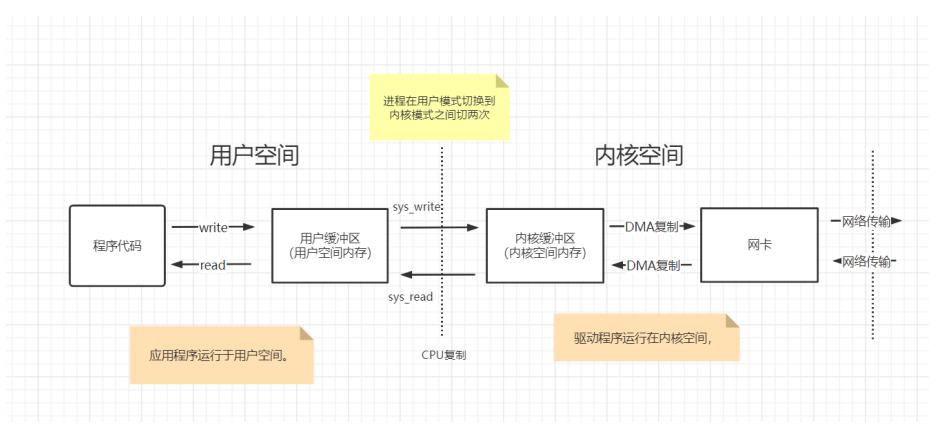 进程在用户模式切换到
内核模式之间切两次
用户空间
内核空间
sys_write
程序代码
write
read
用户缓冲区
(用户空间内存)
内核缓冲区
(内核空间内存)
DMA复制
DMA复制
网卡
网络传输
网络传输
sys_read
CPU复制
应用程序运行于用户空间。
驱动程序运行在内核空间，